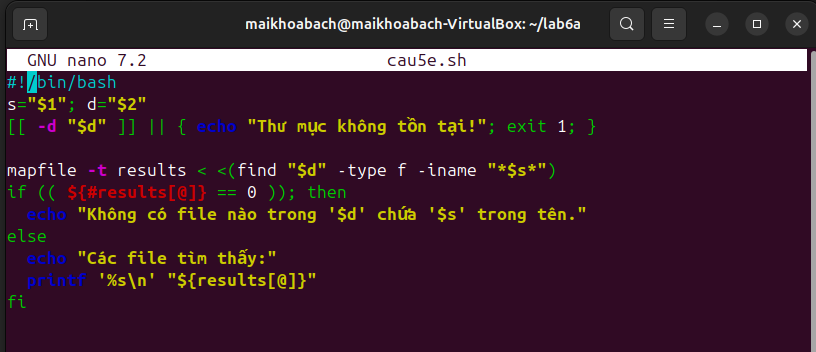 maikhoabach@maikhoabach-VirtualBox: ~/lab6a
GNU nano 7.2 cau5e.sh
#!/bin/bash
s="$1"; d="$2"
[[ -d "$d" ]] || { echo "Thư mục không tồn tại!"; exit 1; }
mapfile -t results < <(find "$d" -type f -iname "*$s*")
if (( ${#results[@]} == 0 )); then
  echo "Không có file nào trong '$d' chứa '$s' trong tên."
else
  echo "Các file tìm thấy:"
  printf '%s\n' "${results[@]}"
fi